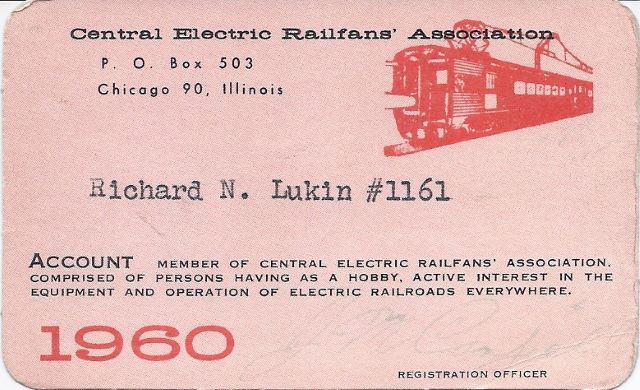 Central Electric Railfans' Association
P. O. Box 503
Chicago 90, Illinois
Richard N. Lukin #1161
ACCOUNT MEMBER OF CENTRAL ELECTRIC RAILFANS' ASSOCIATION,
COMPRISED OF PERSONS HAVING AS A HOBBY, ACTIVE INTEREST IN THE
EQUIPMENT AND OPERATION OF ELECTRIC RAILROADS EVERYWHERE.
1960
REGISTRATION OFFICER